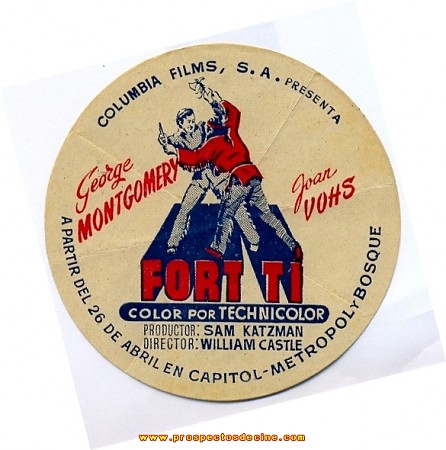 COLUMBIA FILMS, S.A. PRESENTA
George
MONTGOMERY
Joan
VOHS
FORT TI
COLOR POR TECHNICOLOR
PRODUCTOR: SAM KATZMAN
DIRECTOR: WILLIAM CASTLE
A PARTIR DEL 26 DE ABRIL EN CAPITOL-METROPOL Y BOSQUE
www.prospectosdecine.com